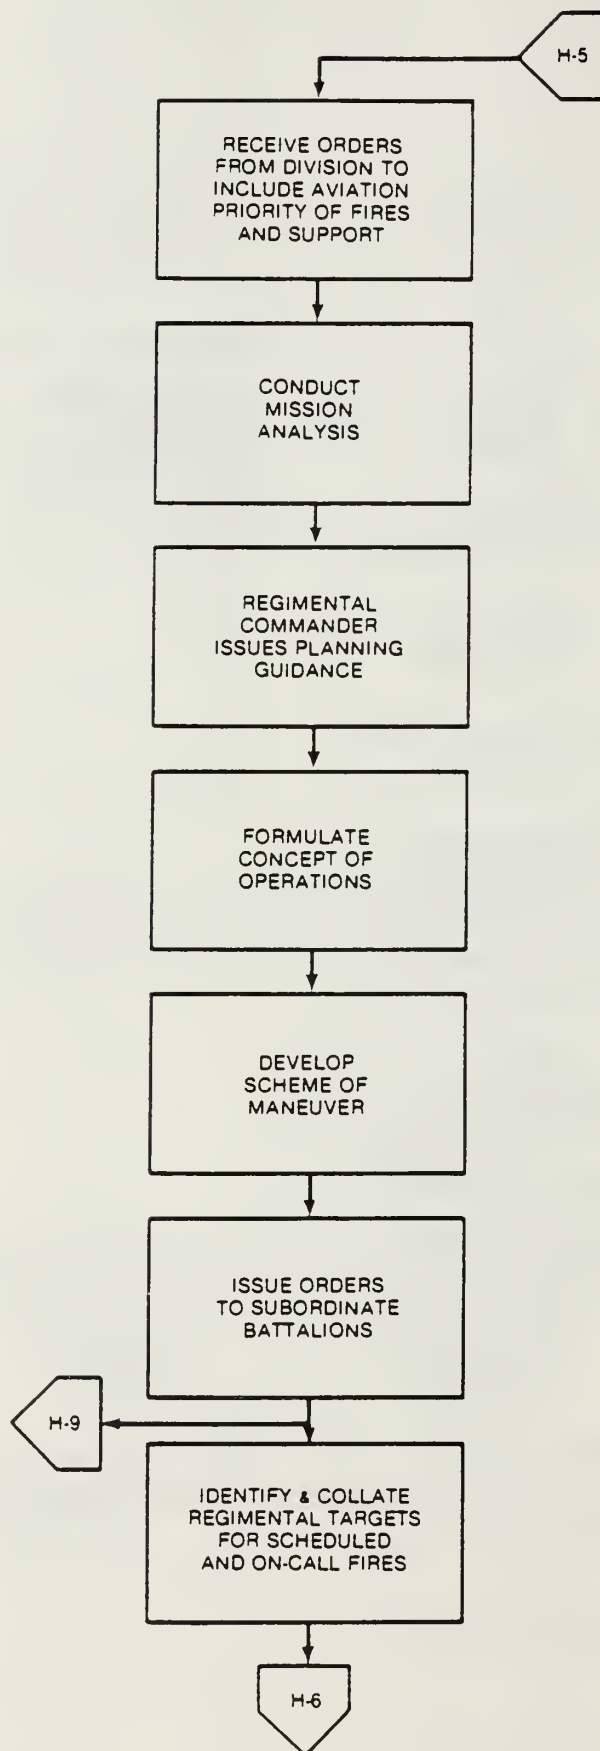 H-5
RECEIVE ORDERS
FROM DIVISION TO
INCLUDE AVIATION
PRIORITY OF FIRES
AND SUPPORT
CONDUCT
MISSION
ANALYSIS
REGIMENTAL
COMMANDER
ISSUES PLANNING
GUIDANCE
FORMULATE
CONCEPT OF
OPERATIONS
DEVELOP
SCHEME OF
MANEUVER
ISSUE ORDERS
TO SUBORDINATE
BATTALIONS
H-9
IDENTIFY & COLLATE
REGIMENTAL TARGETS
FOR SCHEDULED
AND ON-CALL FIRES
H-6